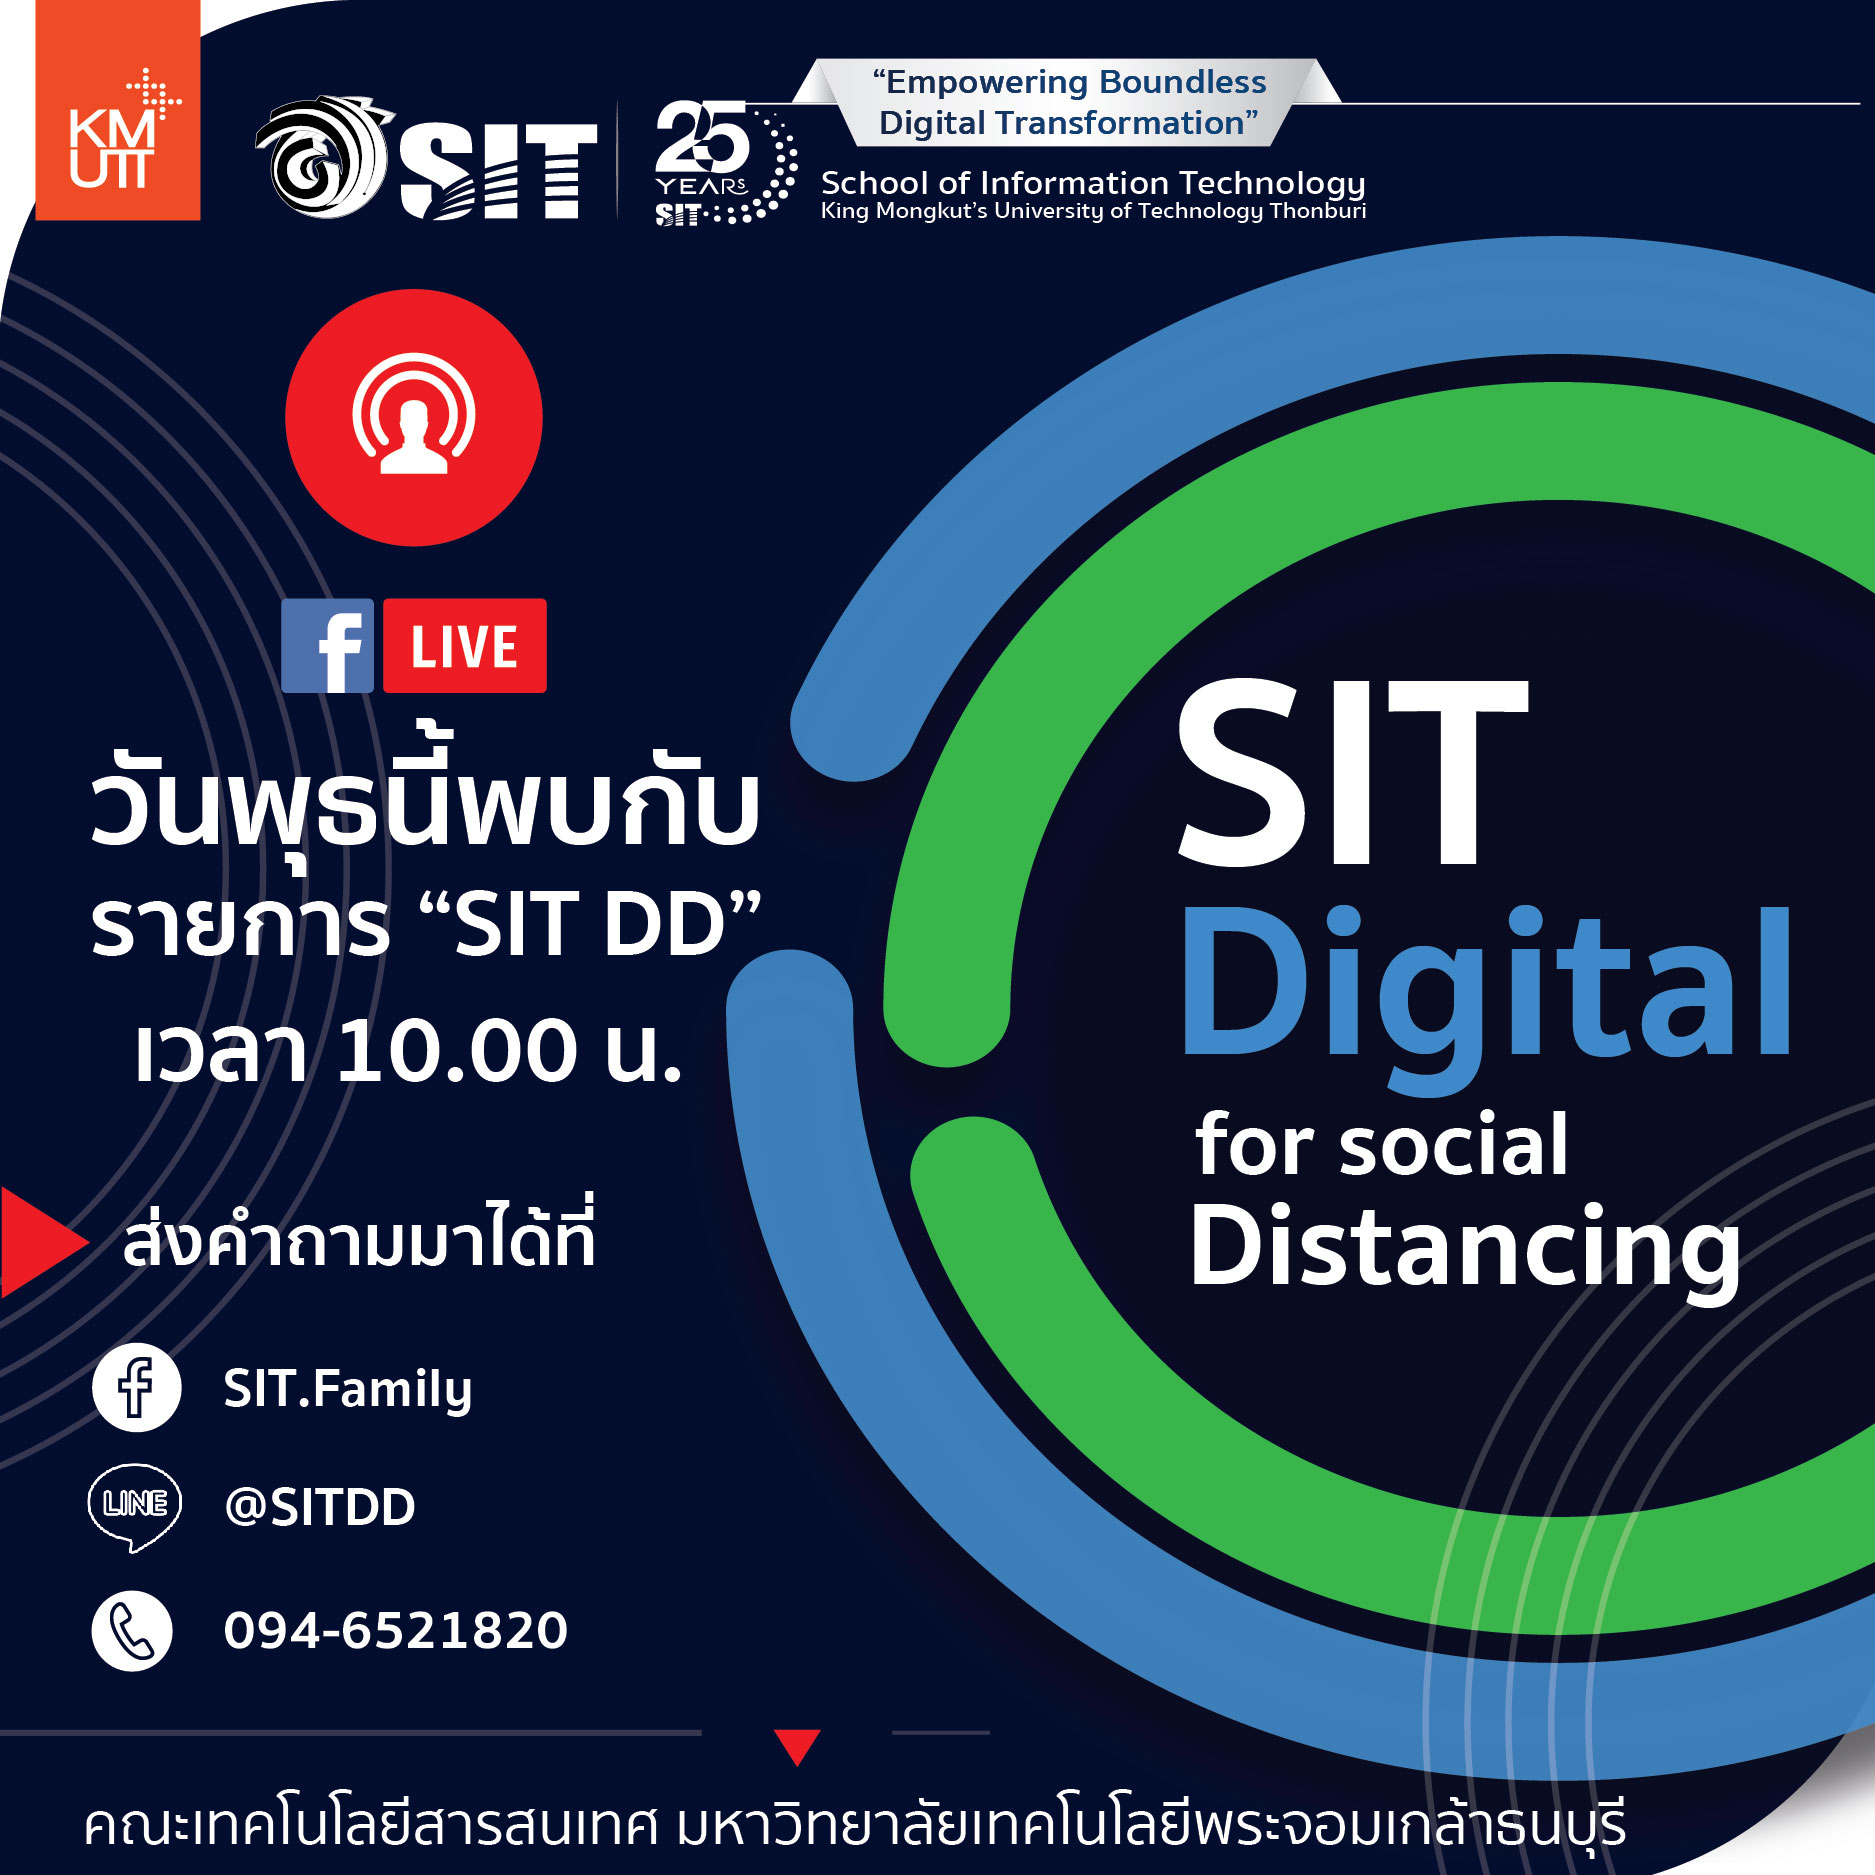 KM
UTT
SIT
25
YEARS
SIT
“Empowering Boundless
Digital Transformation”
School of Information Technology
King Mongkut’s University of Technology Thonburi
f LIVE
วันพุธนี้พบกับ
รายการ “SIT DD”
เวลา 10.00 น.
SIT
Digital
for social
Distancing
ส่งคำถามมาได้ที่
f SIT.Family
LINE @SITDD
094-6521820
คณะเทคโนโลยีสารสนเทศ มหาวิทยาลัยเทคโนโลยีพระจอมเกล้าธนบุรี